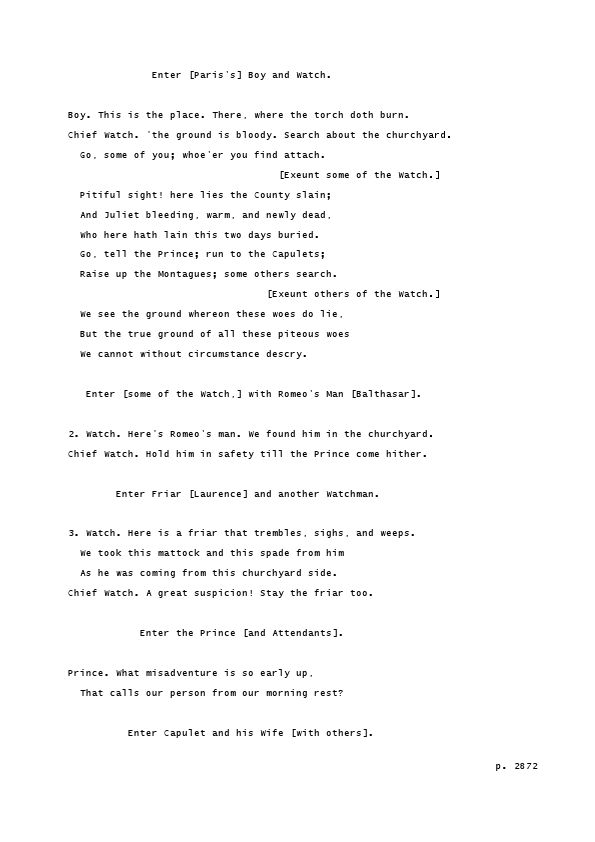 Enter [Paris's] Boy and Watch.
Boy. This is the place. There, where the torch doth burn.
Chief Watch. 'the ground is bloody. Search about the churchyard.
Go, some of you; whoe'er you find attach.
[Exeunt some of the Watch.]
Pitiful sight! here lies the County slain;
And Juliet bleeding, warm, and newly dead,
Who here hath lain this two days buried.
Go, tell the Prince; run to the Capulets;
Raise up the Montagues; some others search.
[Exeunt others of the Watch.]
We see the ground whereon these woes do lie,
But the true ground of all these piteous woes
We cannot without circumstance descry.
Enter [some of the Watch,] with Romeo's Man [Balthasar].
2. Watch. Here's Romeo's man. We found him in the churchyard.
Chief Watch. Hold him in safety till the Prince come hither.
Enter Friar [Laurence] and another Watchman.
3. Watch. Here is a friar that trembles, sighs, and weeps.
We took this mattock and this spade from him
As he was coming from this churchyard side.
Chief Watch. A great suspicion! Stay the friar too.
Enter the Prince [and Attendants].
Prince. What misadventure is so early up,
That calls our person from our morning rest?
Enter Capulet and his Wife [with others].
p. 2872